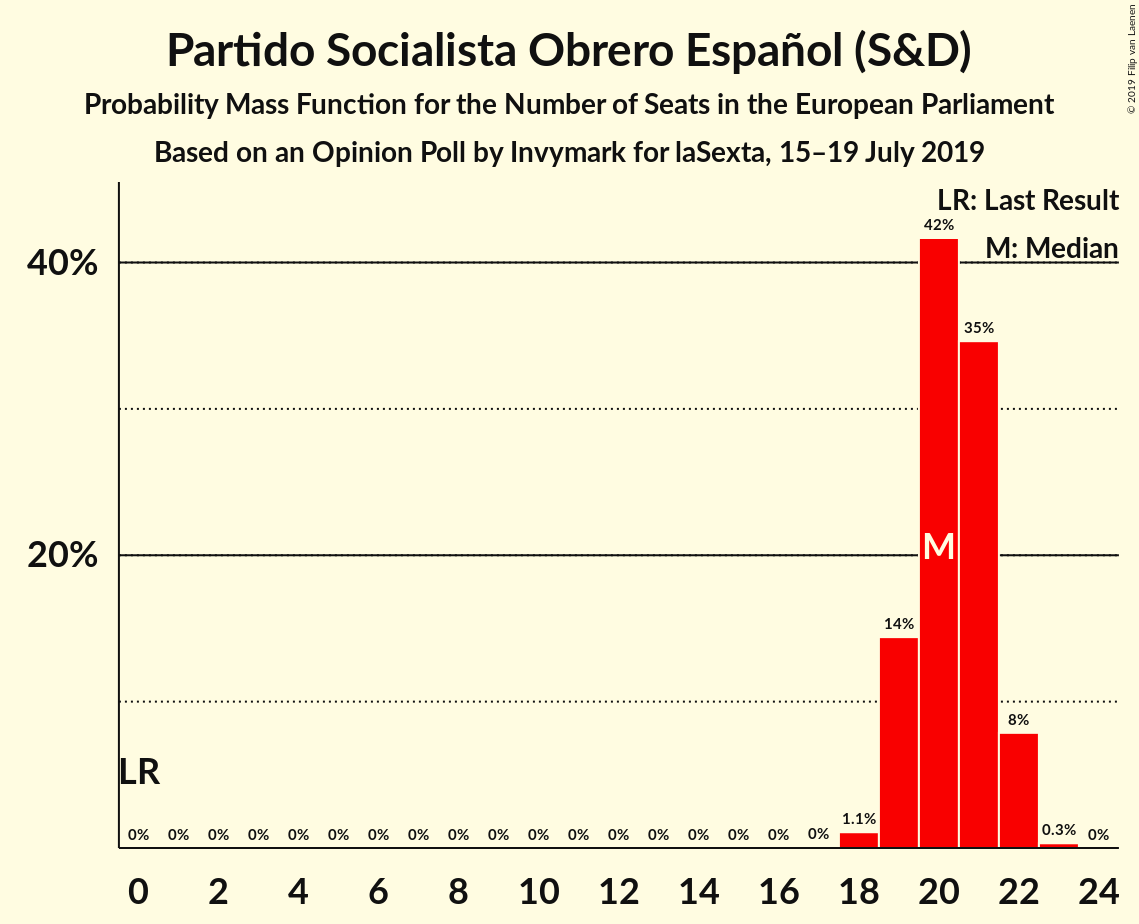 Partido Socialista Obrero Español (S&D)
Probability Mass Function for the Number of Seats in the European Parliament
Based on an Opinion Poll by Invymark for laSexta, 15–19 July 2019
© 2019 Filip van Laenen
LR: Last Result
M: Median
42%
40%
35%
20%
M
14%
8%
LR
0% 0% 0% 0% 0% 0% 0% 0% 0% 0% 0% 0% 0% 0% 0% 0% 0% 0% 1.1% 0.3% 0%
0 2 4 6 8 10 12 14 16 18 20 22 24